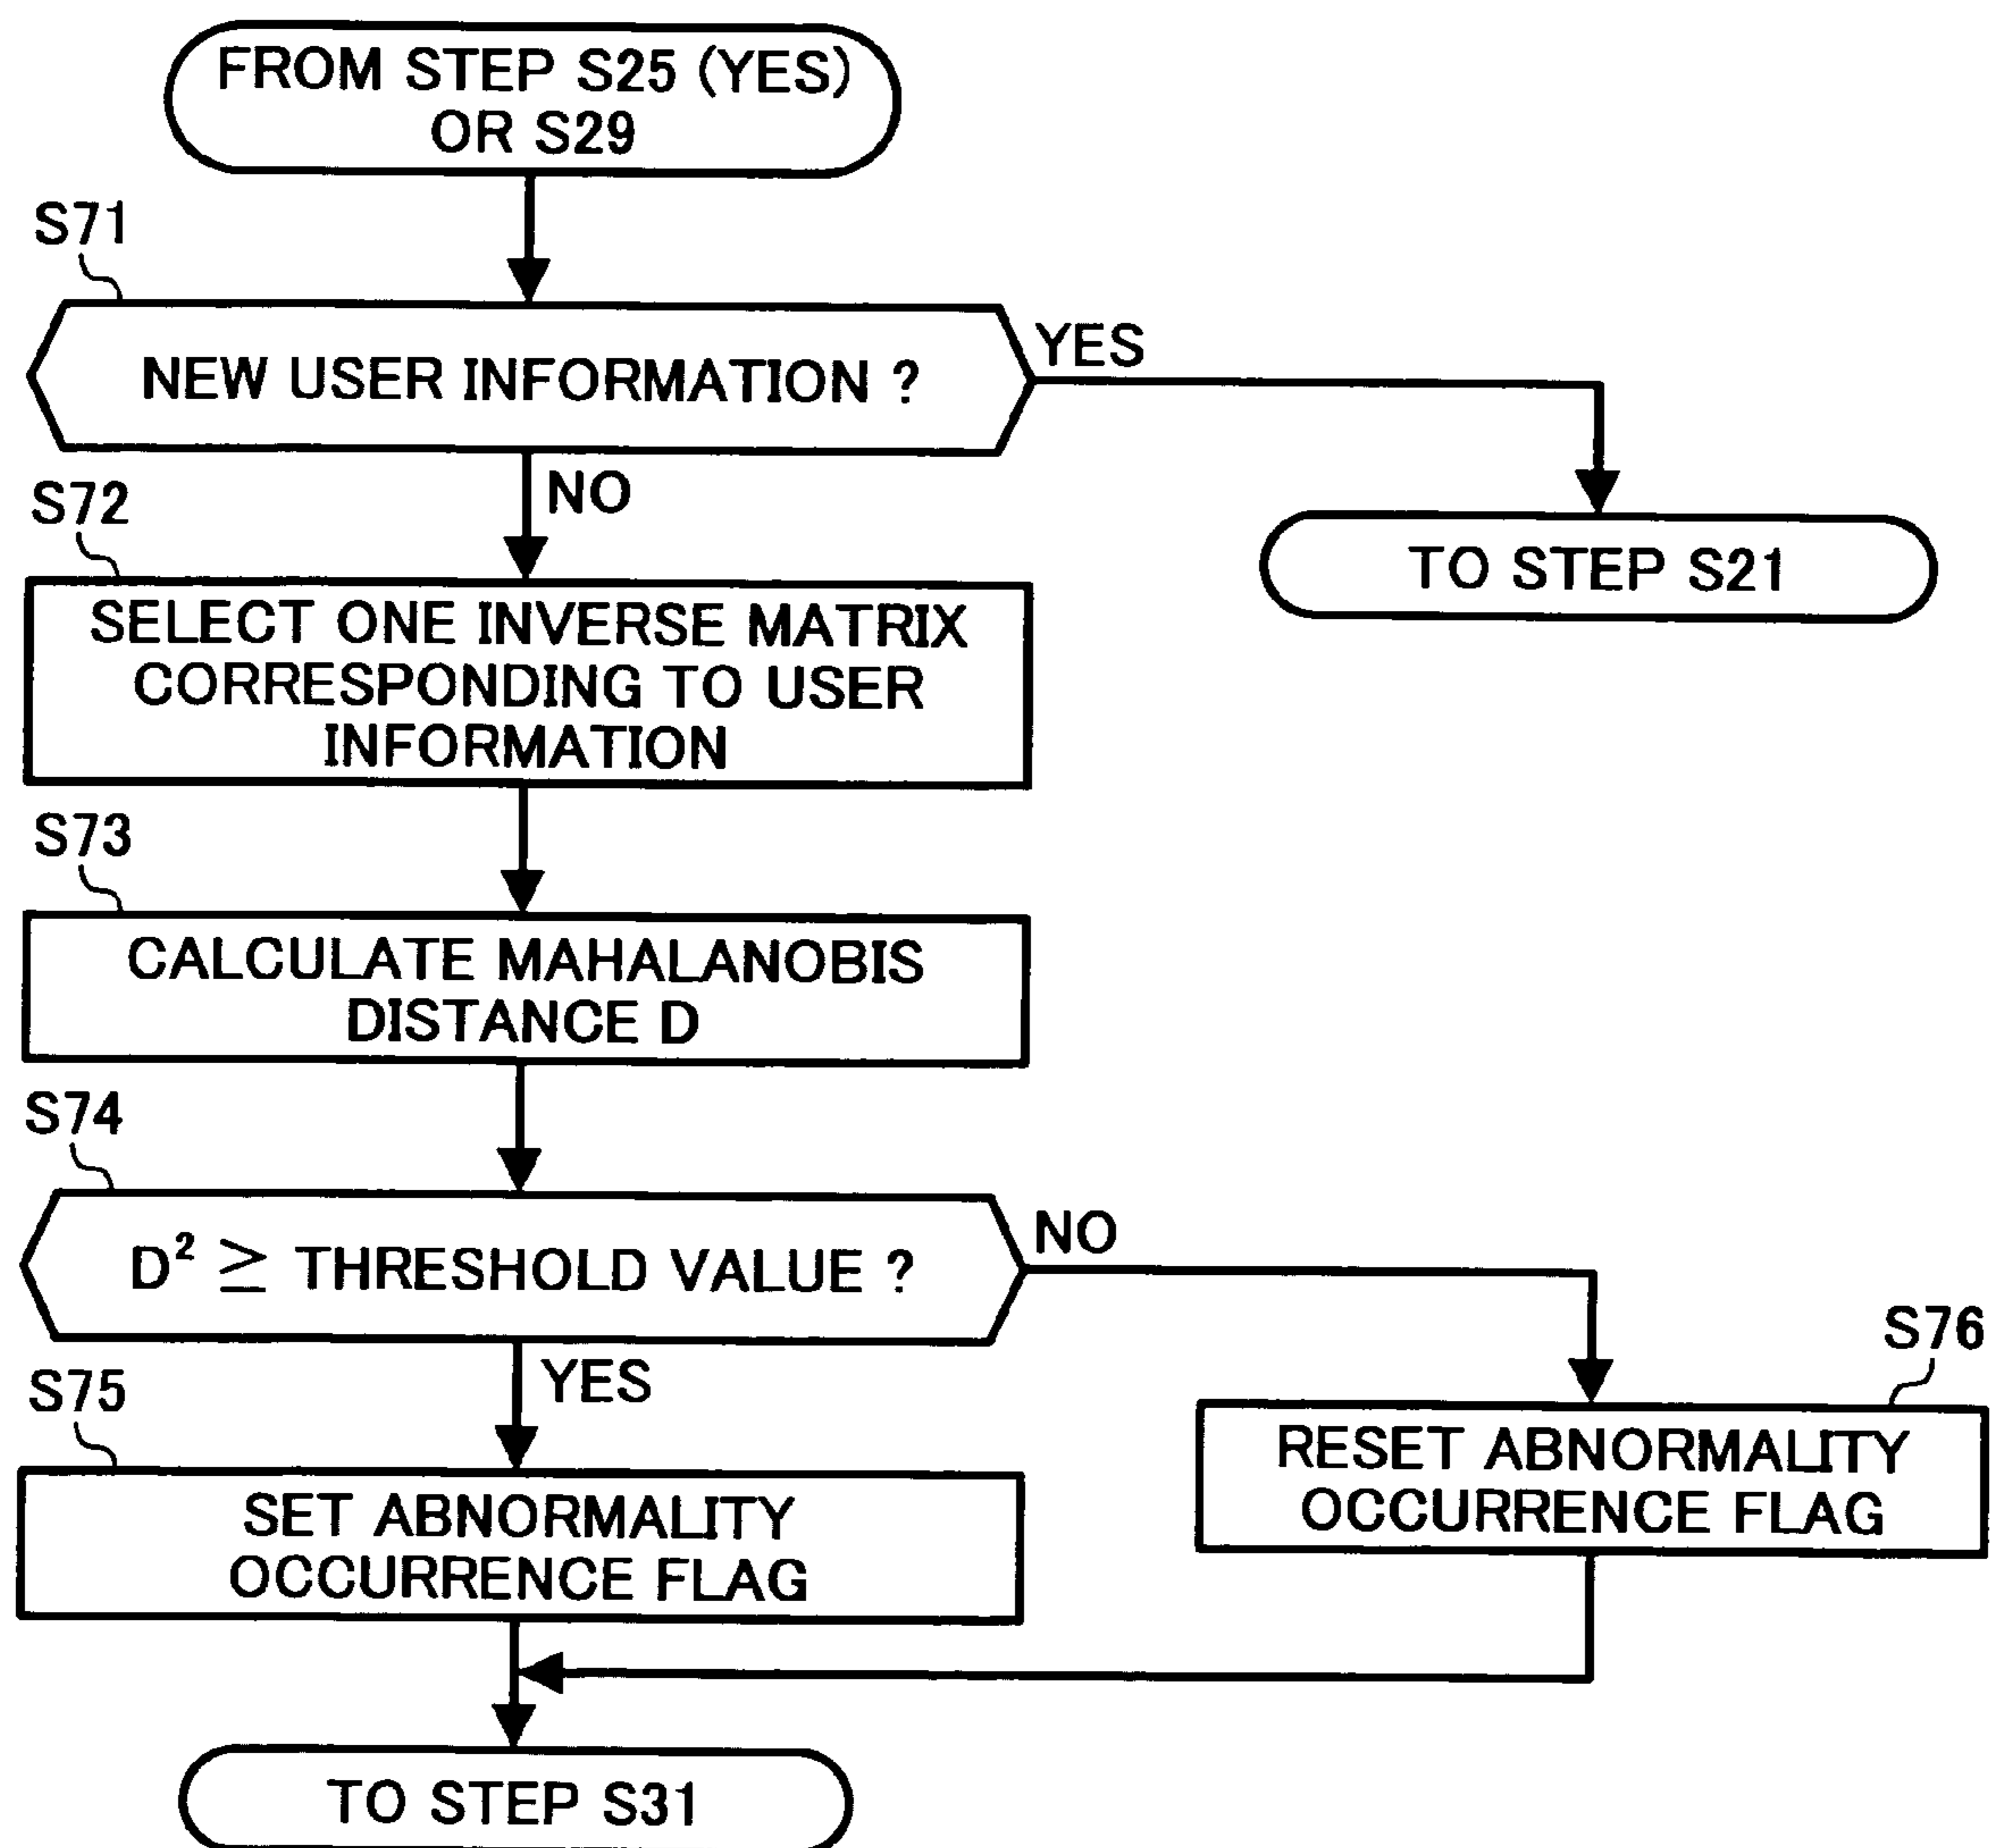 FROM STEP S25 (YES)
OR S29
S71
NEW USER INFORMATION ?
YES
NO
TO STEP S21
S72
SELECT ONE INVERSE MATRIX
CORRESPONDING TO USER
INFORMATION
S73
CALCULATE MAHALANOBIS
DISTANCE D
S74
D² ≧ THRESHOLD VALUE ?
NO
YES
S76
RESET ABNORMALITY
OCCURRENCE FLAG
S75
SET ABNORMALITY
OCCURRENCE FLAG
TO STEP S31